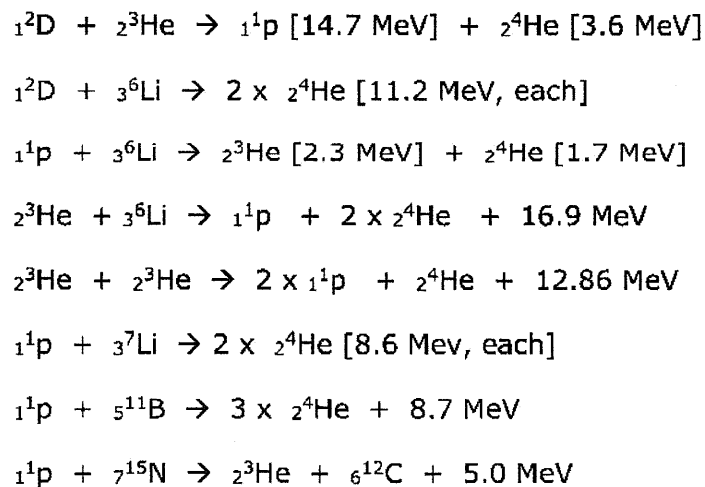 ₁²D + ₂³He → ₁¹p [14.7 MeV] + ₂⁴He [3.6 MeV]
₁²D + ₃⁶Li → 2 x ₂⁴He [11.2 MeV, each]
₁¹p + ₃⁶Li → ₂³He [2.3 MeV] + ₂⁴He [1.7 MeV]
₂³He + ₃⁶Li → ₁¹p + 2 x ₂⁴He + 16.9 MeV
₂³He + ₂³He → 2 x ₁¹p + ₂⁴He + 12.86 MeV
₁¹p + ₃⁷Li → 2 x ₂⁴He [8.6 Mev, each]
₁¹p + ₅¹¹B → 3 x ₂⁴He + 8.7 MeV
₁¹p + ₇¹⁵N → ₂³He + ₆¹²C + 5.0 MeV